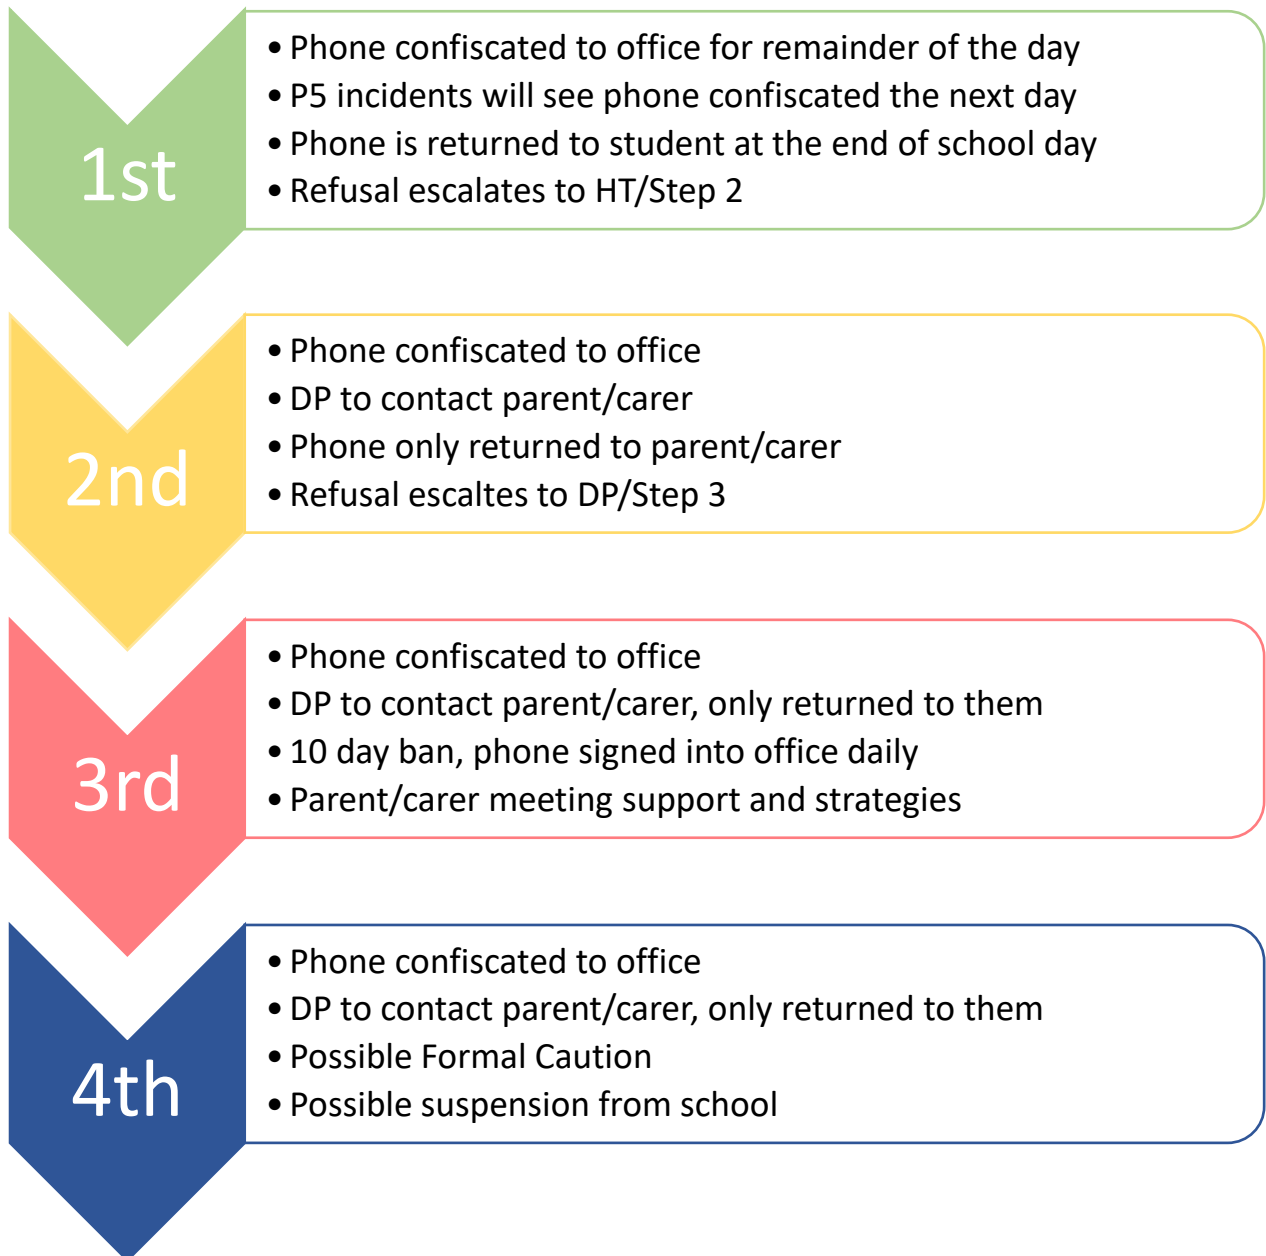 1st
• Phone confiscated to office for remainder of the day
• P5 incidents will see phone confiscated the next day
• Phone is returned to student at the end of school day
• Refusal escalates to HT/Step 2
2nd
• Phone confiscated to office
• DP to contact parent/carer
• Phone only returned to parent/carer
• Refusal escaltes to DP/Step 3
3rd
• Phone confiscated to office
• DP to contact parent/carer, only returned to them
• 10 day ban, phone signed into office daily
• Parent/carer meeting support and strategies
4th
• Phone confiscated to office
• DP to contact parent/carer, only returned to them
• Possible Formal Caution
• Possible suspension from school